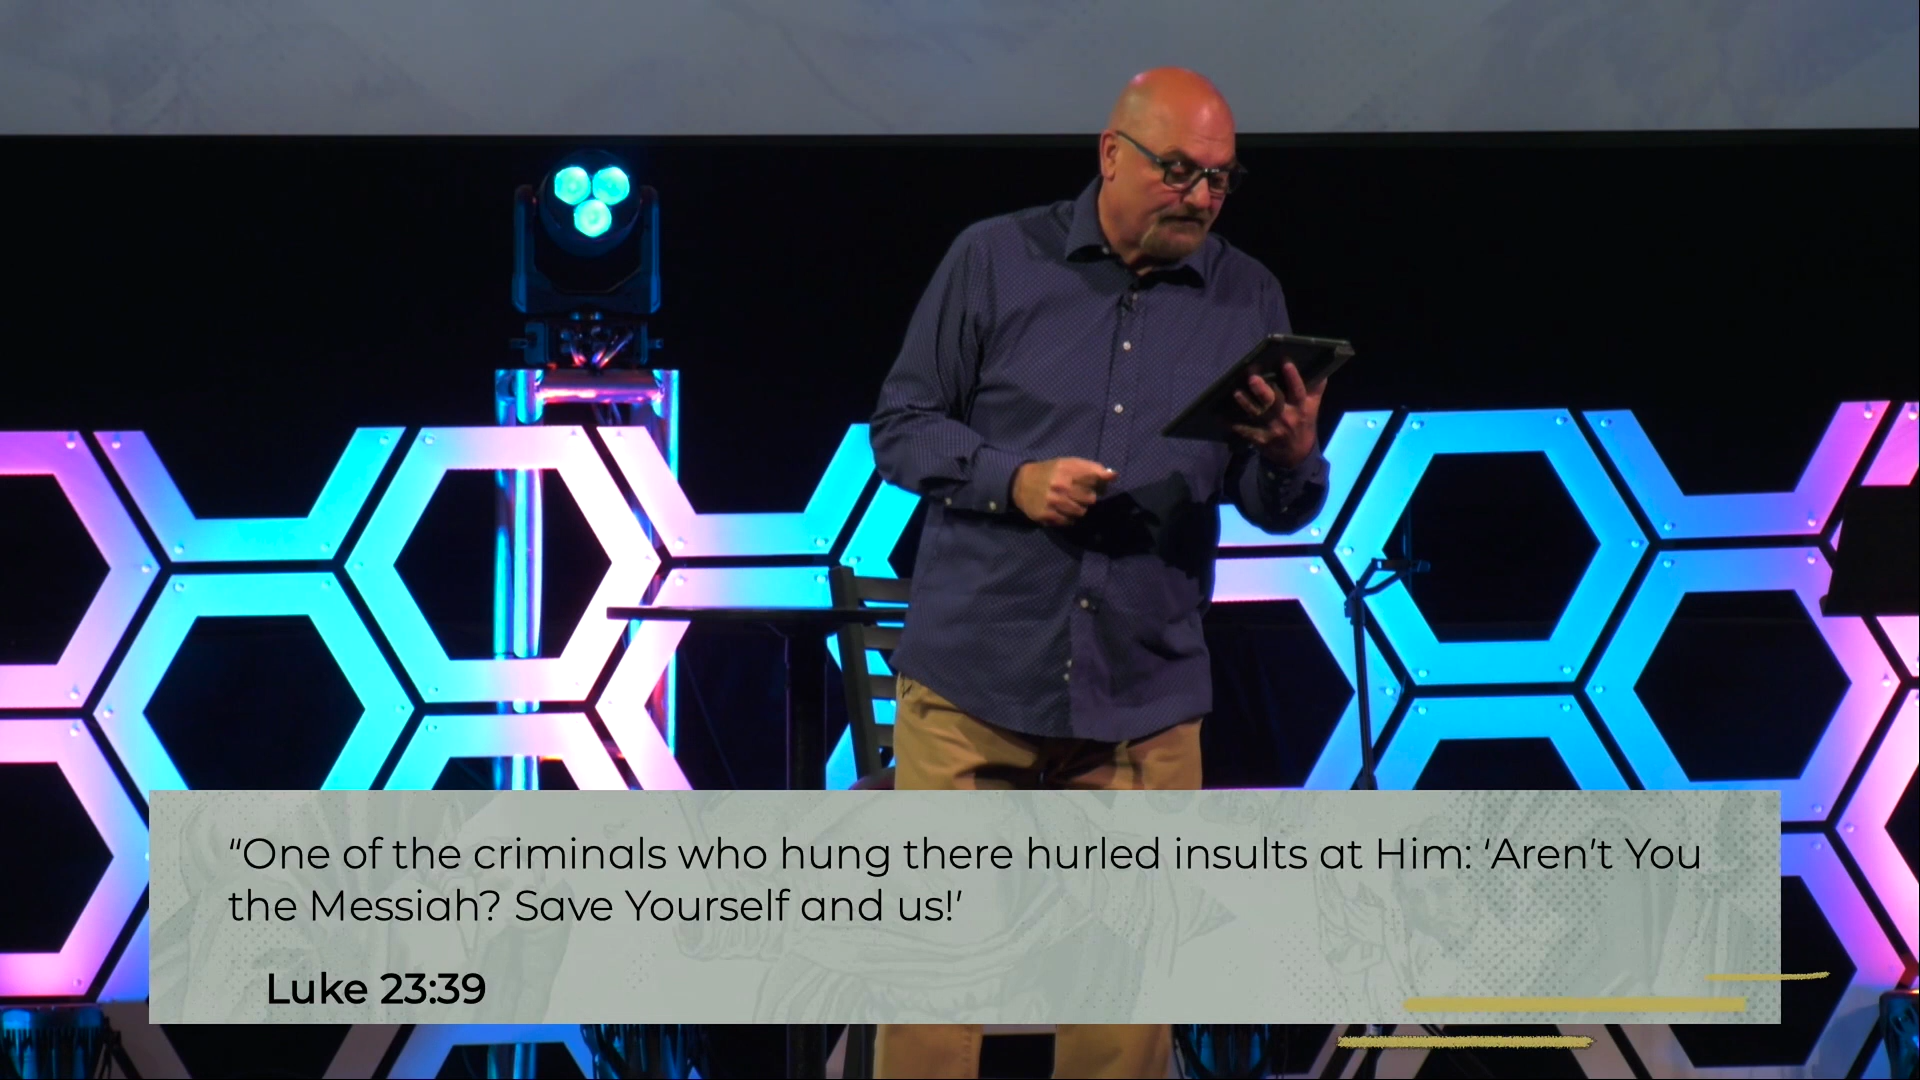 “One of the criminals who hung there hurled insults at Him: ‘Aren’t You
the Messiah? Save Yourself and us!’
Luke 23:39